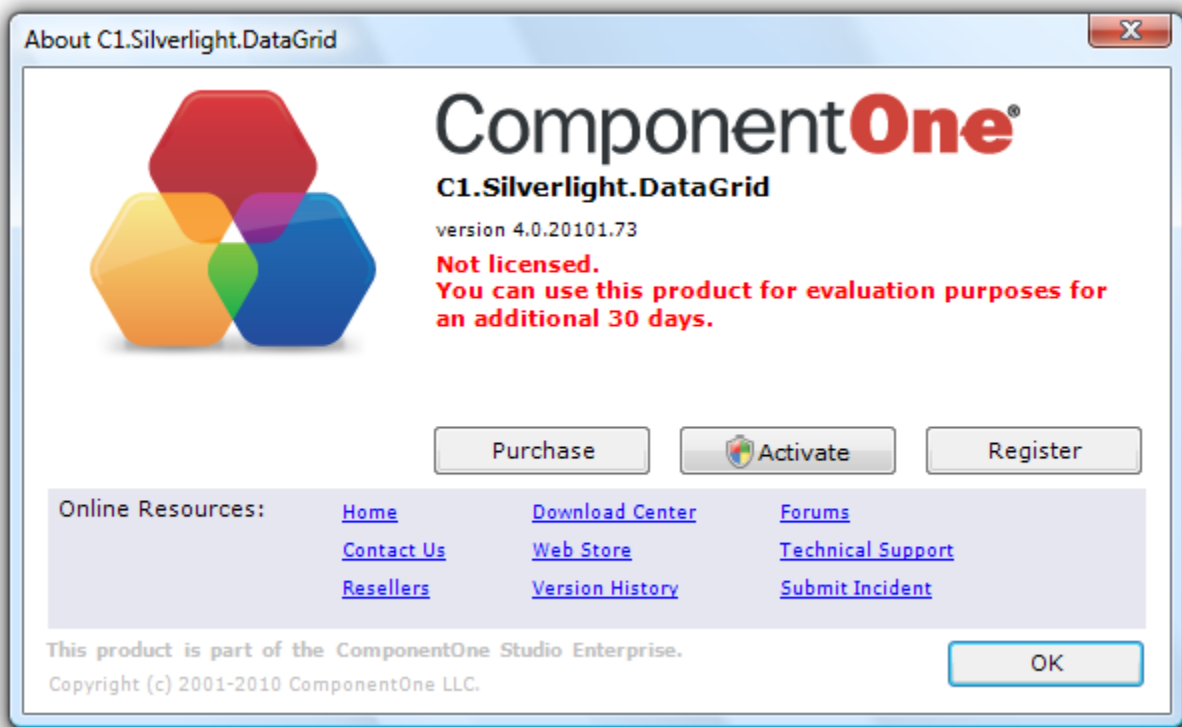 About C1.Silverlight.DataGrid
ComponentOne®
C1.Silverlight.DataGrid
version 4.0.20101.73
Not licensed.
You can use this product for evaluation purposes for
an additional 30 days.
Purchase Activate Register
Online Resources: Home Download Center Forums
Contact Us Web Store Technical Support
Resellers Version History Submit Incident
This product is part of the ComponentOne Studio Enterprise.
OK
Copyright (c) 2001-2010 ComponentOne LLC.